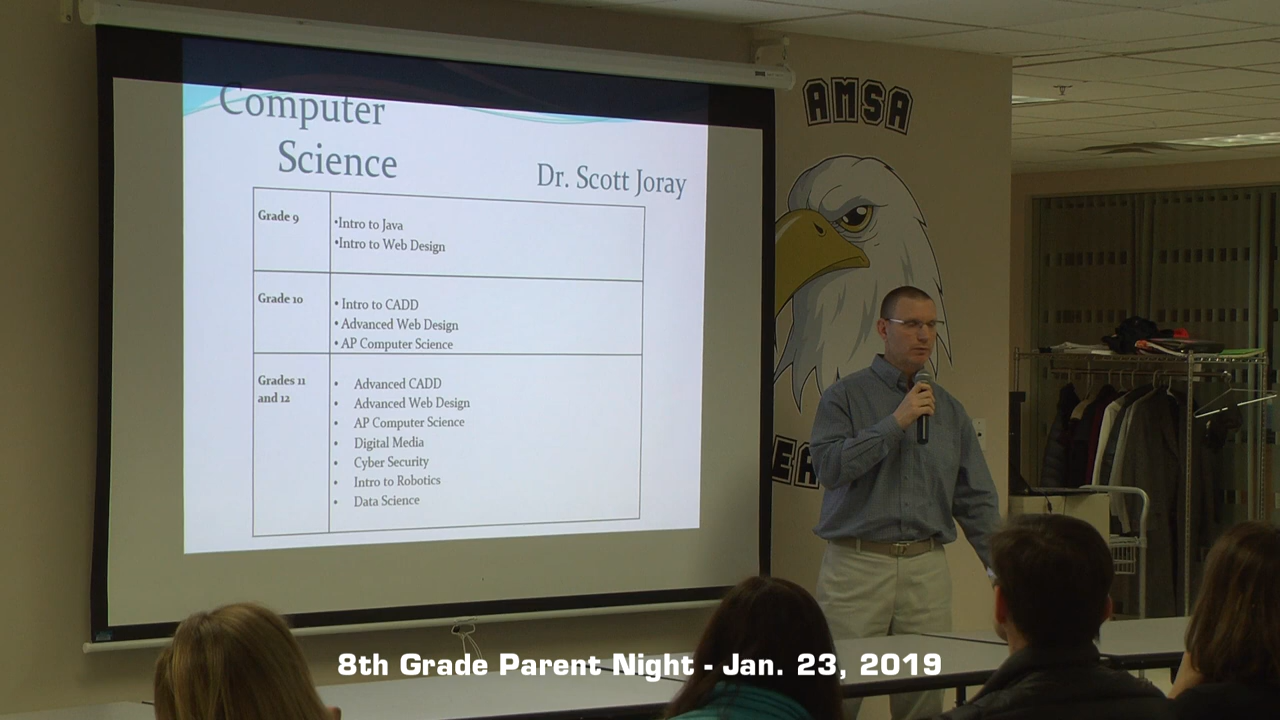 Computer
Science
Dr. Scott Joray
Grade 9
•Intro to Java
•Intro to Web Design
Grade 10
• Intro to CADD
• Advanced Web Design
• AP Computer Science
Grades 11
and 12
• Advanced CADD
• Advanced Web Design
• AP Computer Science
• Digital Media
• Cyber Security
• Intro to Robotics
• Data Science
AMSA
8th Grade Parent Night - Jan. 23, 2019